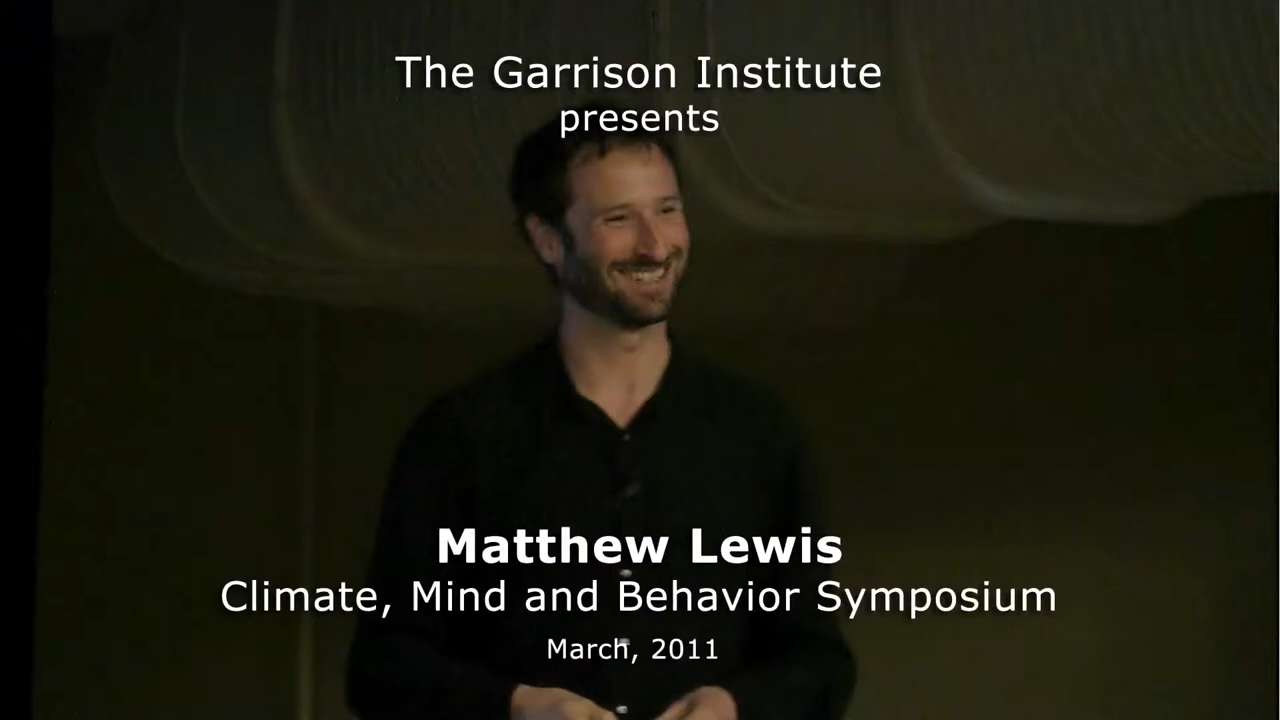 The Garrison Institute
presents
Matthew Lewis
Climate, Mind and Behavior Symposium
March, 2011